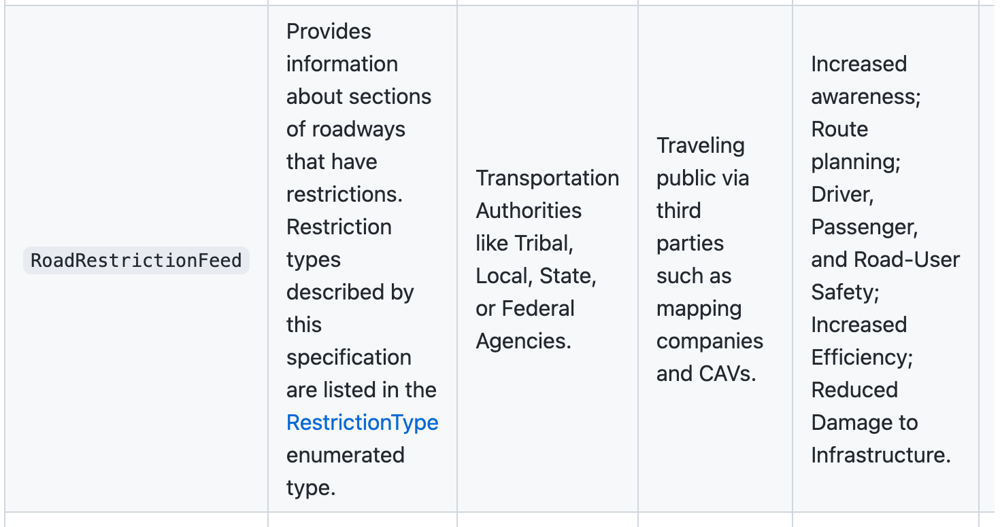 RoadRestrictionFeed
Provides
information
about sections
of roadways
that have
restrictions.
Restriction
types
described by
this
specification
are listed in the
RestrictionType
enumerated
type.
Transportation
Authorities
like Tribal,
Local, State,
or Federal
Agencies.
Traveling
public via
third
parties
such as
mapping
companies
and CAVs.
Increased
awareness;
Route
planning;
Driver,
Passenger,
and Road-User
Safety;
Increased
Efficiency;
Reduced
Damage to
Infrastructure.